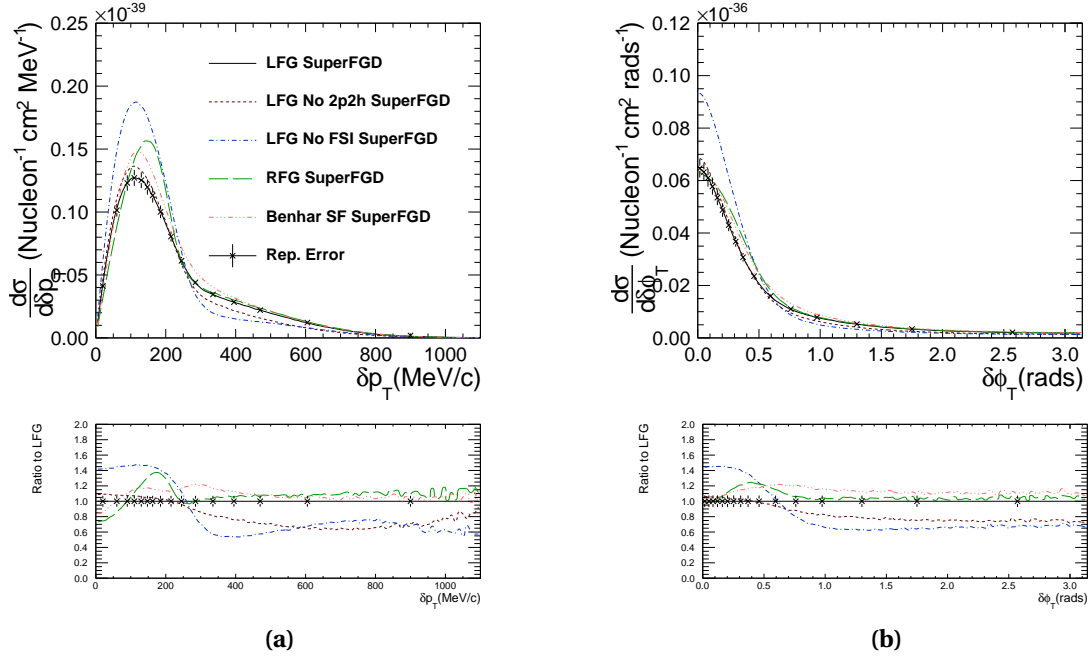 ×10⁻³⁹
dσ/dδp_T (Nucleon⁻¹ cm² MeV⁻¹)
0.25
0.20
0.15
0.10
0.05
0.00
LFG SuperFGD
LFG No 2p2h SuperFGD
LFG No FSI SuperFGD
RFG SuperFGD
Benhar SF SuperFGD
Rep. Error
0 200 400 600 800 1000
δp_T(MeV/c)
Ratio to LFG
2.0
1.8
1.6
1.4
1.2
1.0
0.8
0.6
0.4
0.2
0.0
0 200 400 600 800 1000
δp_T(MeV/c)
(a)
×10⁻³⁶
dσ/dδϕ_T (Nucleon⁻¹ cm² rads⁻¹)
0.12
0.10
0.08
0.06
0.04
0.02
0.00
0.0 0.5 1.0 1.5 2.0 2.5 3.0
δϕ_T(rads)
Ratio to LFG
2.0
1.8
1.6
1.4
1.2
1.0
0.8
0.6
0.4
0.2
0.0
0.0 0.5 1.0 1.5 2.0 2.5 3.0
δϕ_T(rads)
(b)